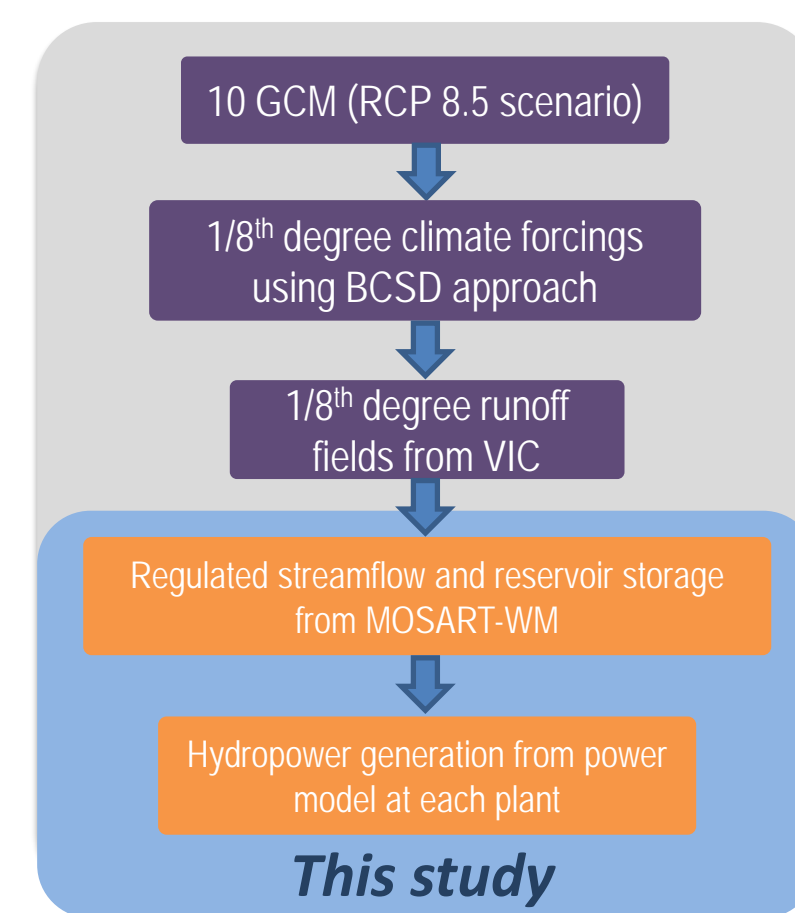 10 GCM (RCP 8.5 scenario)
1/8th degree climate forcings
using BCSD approach
1/8th degree runoff
fields from VIC
Regulated streamflow and reservoir storage
from MOSART-WM
Hydropower generation from power
model at each plant
This study